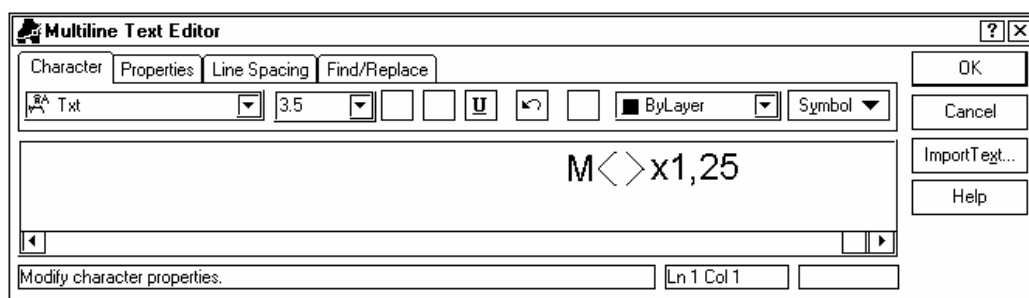 Multiline Text Editor ? X
Character Properties Line Spacing Find/Replace
OK
Txt 3.5 U ByLayer Symbol
Cancel
M<>x1,25
ImportText...
Help
Modify character properties. Ln 1 Col 1